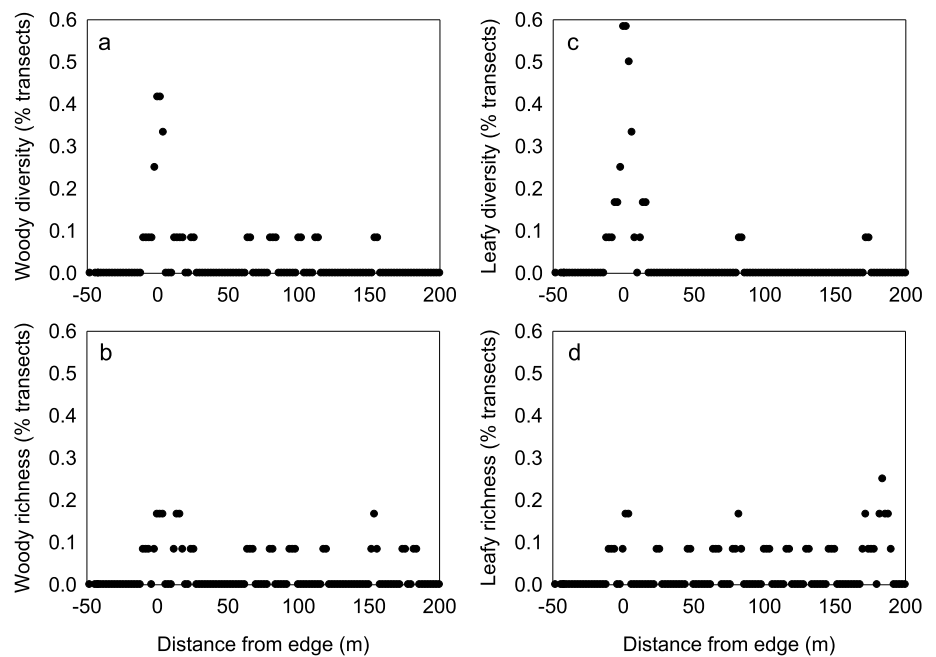 a
Woody diversity (% transects)
0.6
0.5
0.4
0.3
0.2
0.1
0.0
-50 0 50 100 150 200
c
Leafy diversity (% transects)
0.6
0.5
0.4
0.3
0.2
0.1
0.0
-50 0 50 100 150 200
b
Woody richness (% transects)
0.6
0.5
0.4
0.3
0.2
0.1
0.0
-50 0 50 100 150 200
Distance from edge (m)
d
Leafy richness (% transects)
0.6
0.5
0.4
0.3
0.2
0.1
0.0
-50 0 50 100 150 200
Distance from edge (m)